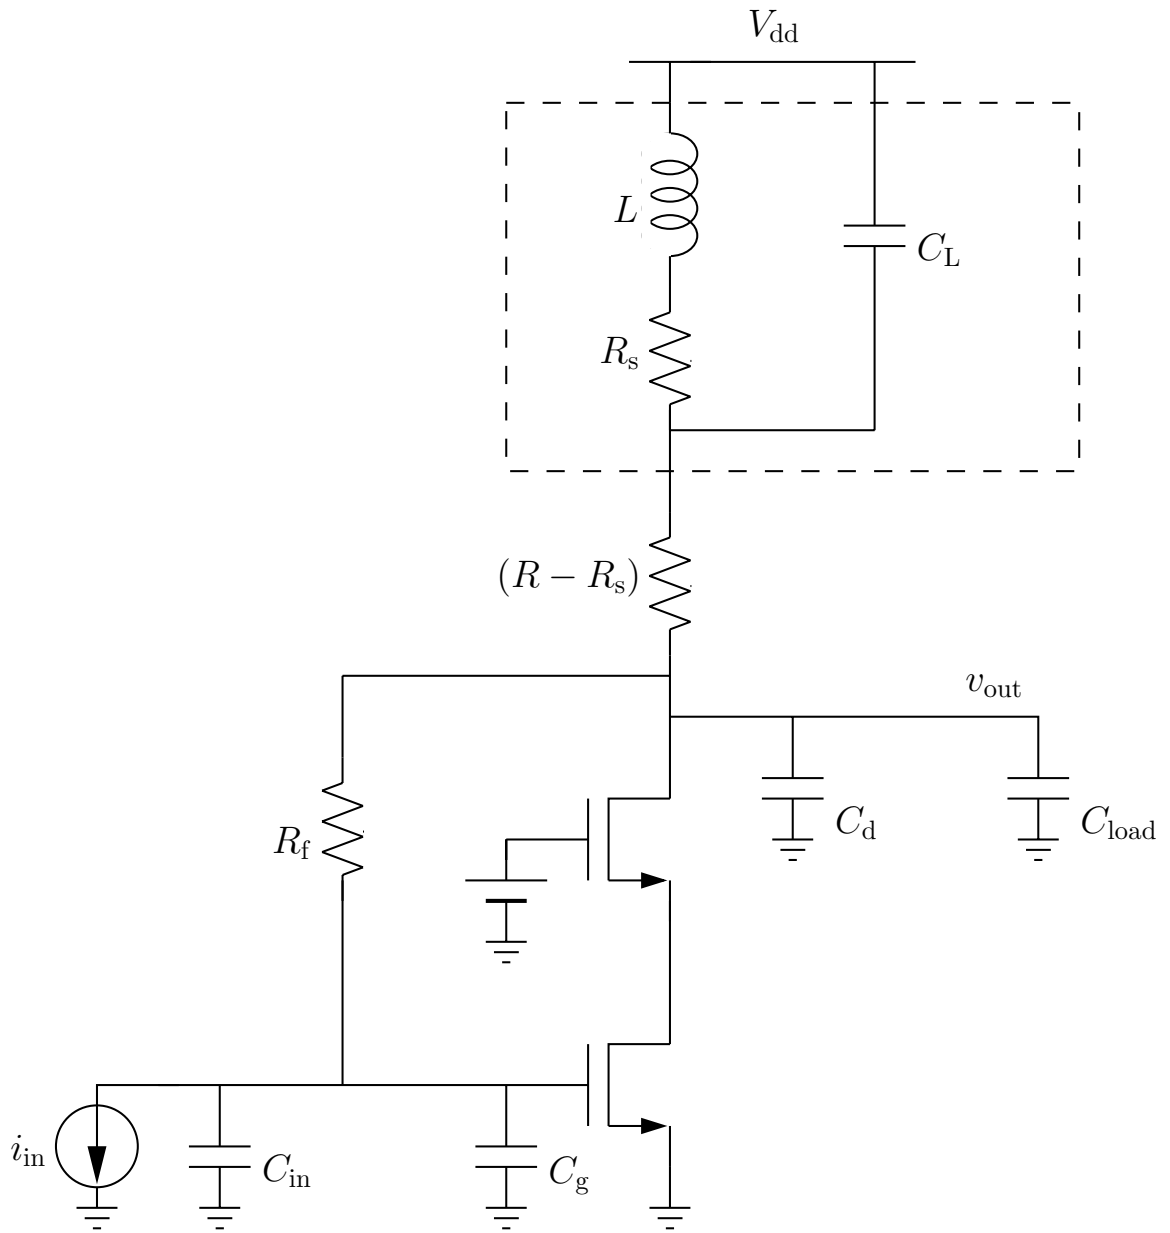 V_dd
L
C_L
R_s
(R − R_s)
v_out
R_f
C_d
C_load
i_in
C_in
C_g